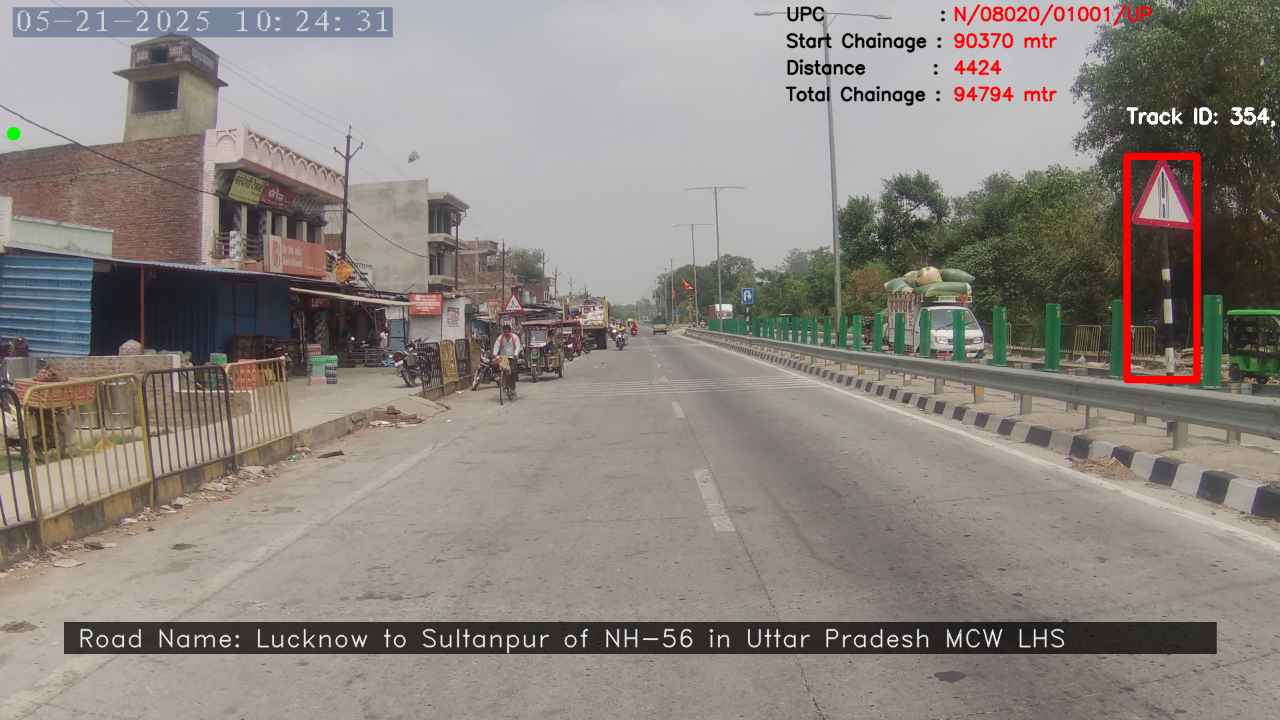 05-21-2025 10:24:31
UPC : N/08020/01001/UP
Start Chainage : 90370 mtr
Distance : 4424
Total Chainage : 94794 mtr
Track ID: 354,
Road Name: Lucknow to Sultanpur of NH-56 in Uttar Pradesh MCW LHS